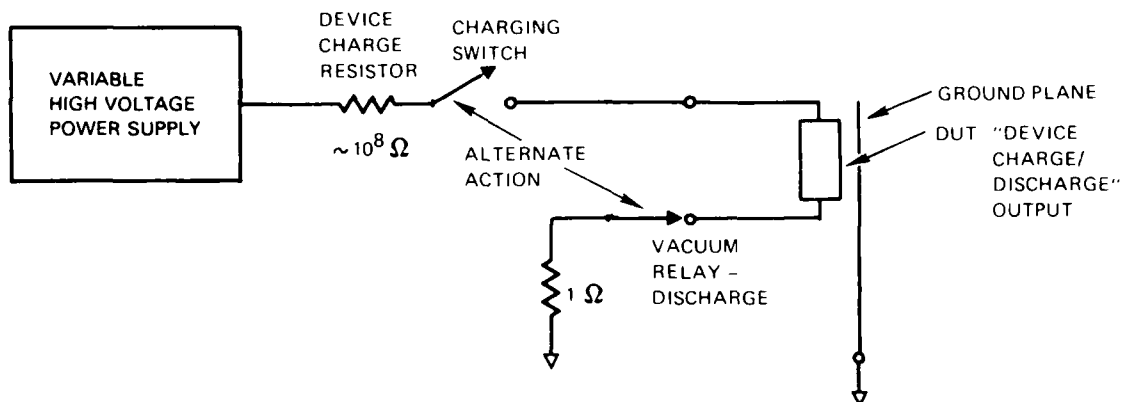 VARIABLE
HIGH VOLTAGE
POWER SUPPLY
DEVICE
CHARGE
RESISTOR
~10⁸ Ω
CHARGING
SWITCH
ALTERNATE
ACTION
1 Ω
VACUUM
RELAY –
DISCHARGE
GROUND PLANE
DUT "DEVICE
CHARGE/
DISCHARGE"
OUTPUT